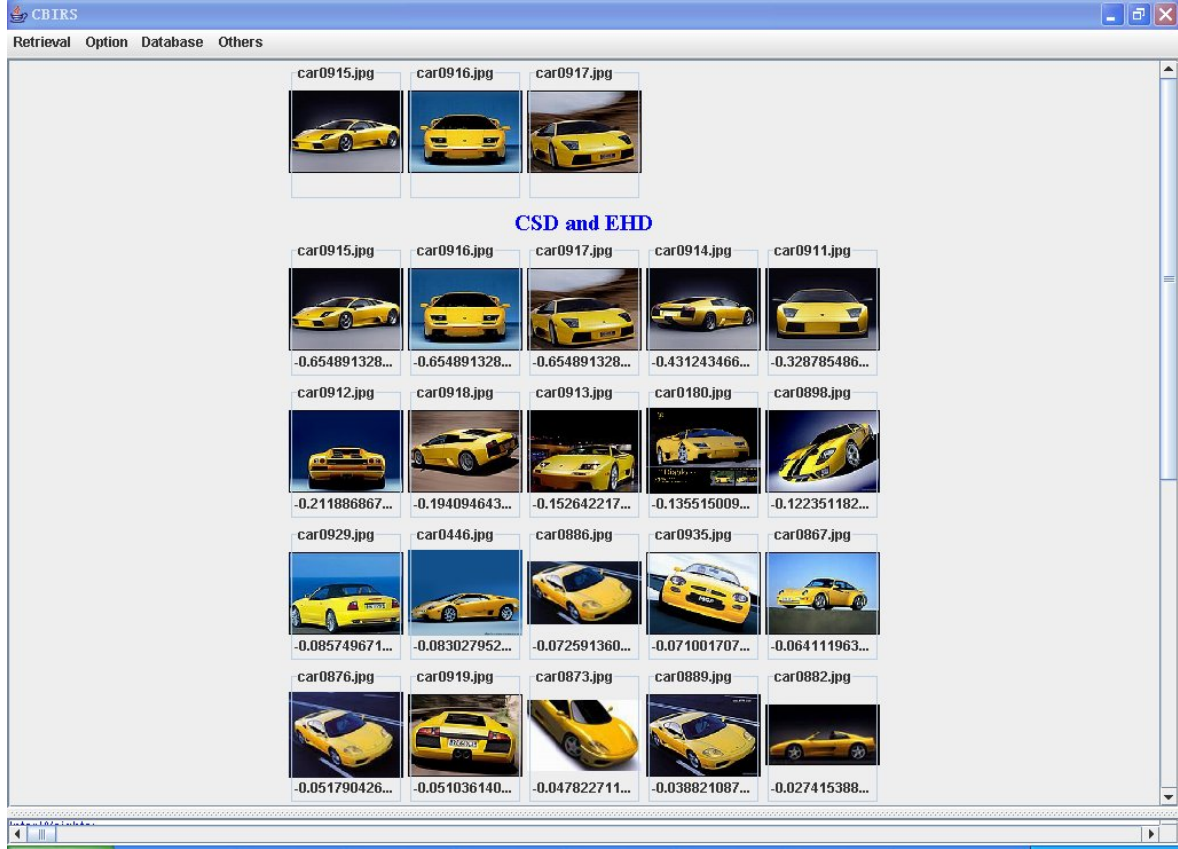 CBIRS
Retrieval Option Database Others
car0915.jpg car0916.jpg car0917.jpg
CSD and EHD
car0915.jpg car0916.jpg car0917.jpg car0914.jpg car0911.jpg
-0.654891328... -0.654891328... -0.654891328... -0.431243466... -0.328785486...
car0912.jpg car0918.jpg car0913.jpg car0180.jpg car0898.jpg
-0.211886867... -0.194094643... -0.152642217... -0.135515009... -0.122351182...
car0929.jpg car0446.jpg car0886.jpg car0935.jpg car0867.jpg
-0.085749671... -0.083027952... -0.072591360... -0.071001707... -0.064111963...
car0876.jpg car0919.jpg car0873.jpg car0889.jpg car0882.jpg
-0.051790426... -0.051036140... -0.047822711... -0.038821087... -0.027415388...